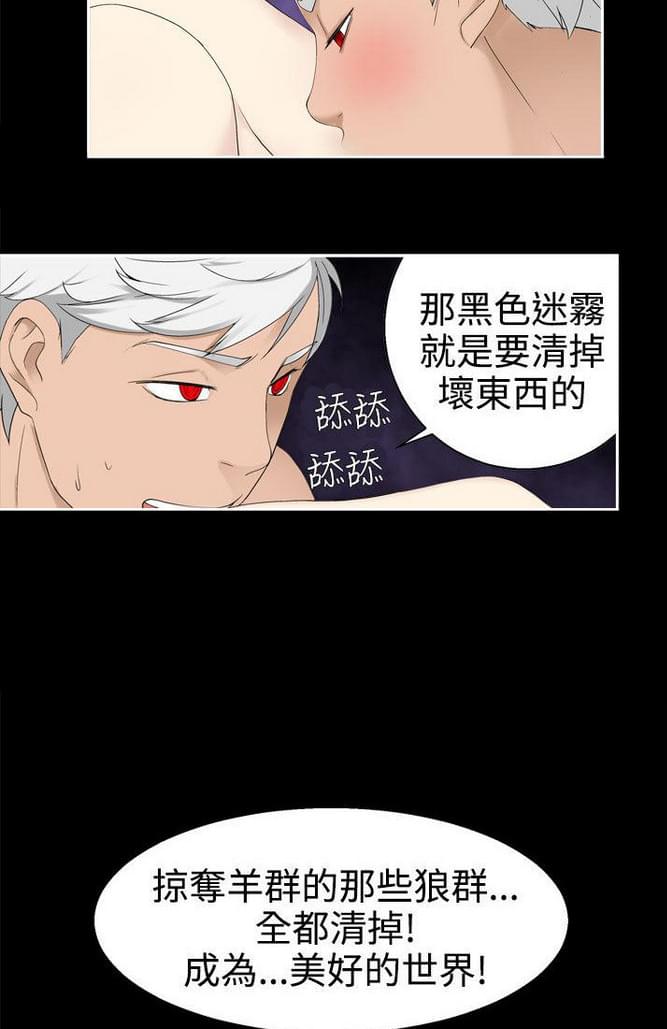 那黑色迷霧
就是要清掉
壞東西的
舔舔
舔舔
掠奪羊群的那些狼群...
全都清掉!
成為...美好的世界!